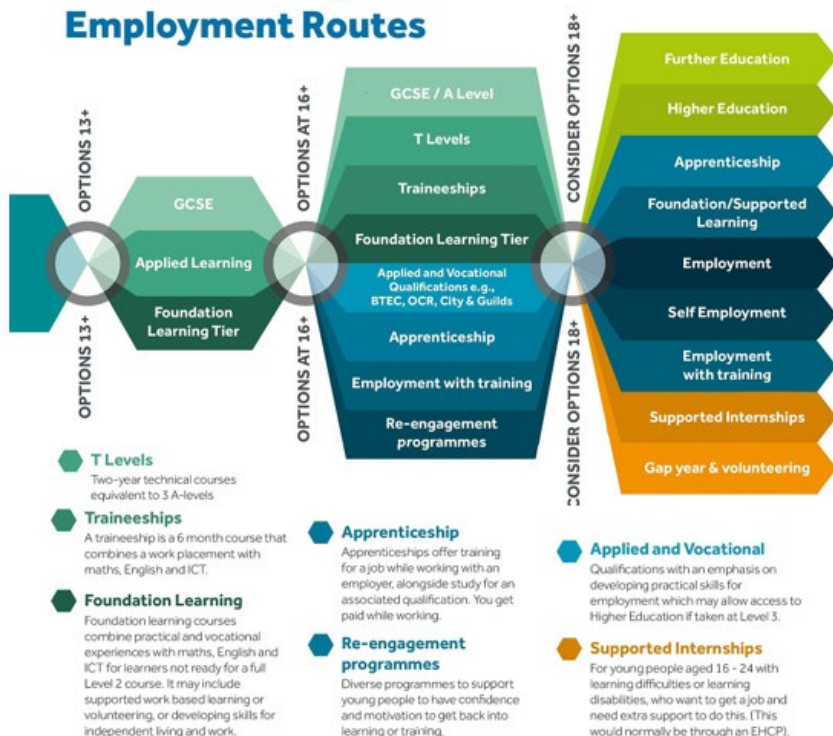 Employment Routes
OPTIONS 13+
OPTIONS 13+
GCSE
Applied Learning
Foundation
Learning Tier
OPTIONS AT 16+
OPTIONS AT 16+
GCSE / A Level
T Levels
Traineeships
Foundation Learning Tier
Applied and Vocational
Qualifications e.g.,
BTEC, OCR, City & Guilds
Apprenticeship
Employment with training
Re-engagement
programmes
CONSIDER OPTIONS 18+
CONSIDER OPTIONS 18+
Further Education
Higher Education
Apprenticeship
Foundation/Supported
Learning
Employment
Self Employment
Employment
with training
Supported Internships
Gap year & volunteering
T Levels
Two-year technical courses
equivalent to 3 A-levels
Traineeships
A traineeship is a 6 month course that
combines a work placement with
maths, English and ICT.
Foundation Learning
Foundation learning courses
combine practical and vocational
experiences with maths, English and
ICT for learners not ready for a full
Level 2 course. It may include
supported work based learning or
volunteering, or developing skills for
independent living and work.
Apprenticeship
Apprenticeships offer training
for a job while working with an
employer, alongside study for an
associated qualification. You get
paid while working.
Re-engagement
programmes
Diverse programmes to support
young people to have confidence
and motivation to get back into
learning or training.
Applied and Vocational
Qualifications with an emphasis on
developing practical skills for
employment which may allow access to
Higher Education if taken at Level 3.
Supported Internships
For young people aged 16 - 24 with
learning difficulties or learning
disabilities, who want to get a job and
need extra support to do this. (This
would normally be through an EHCP).